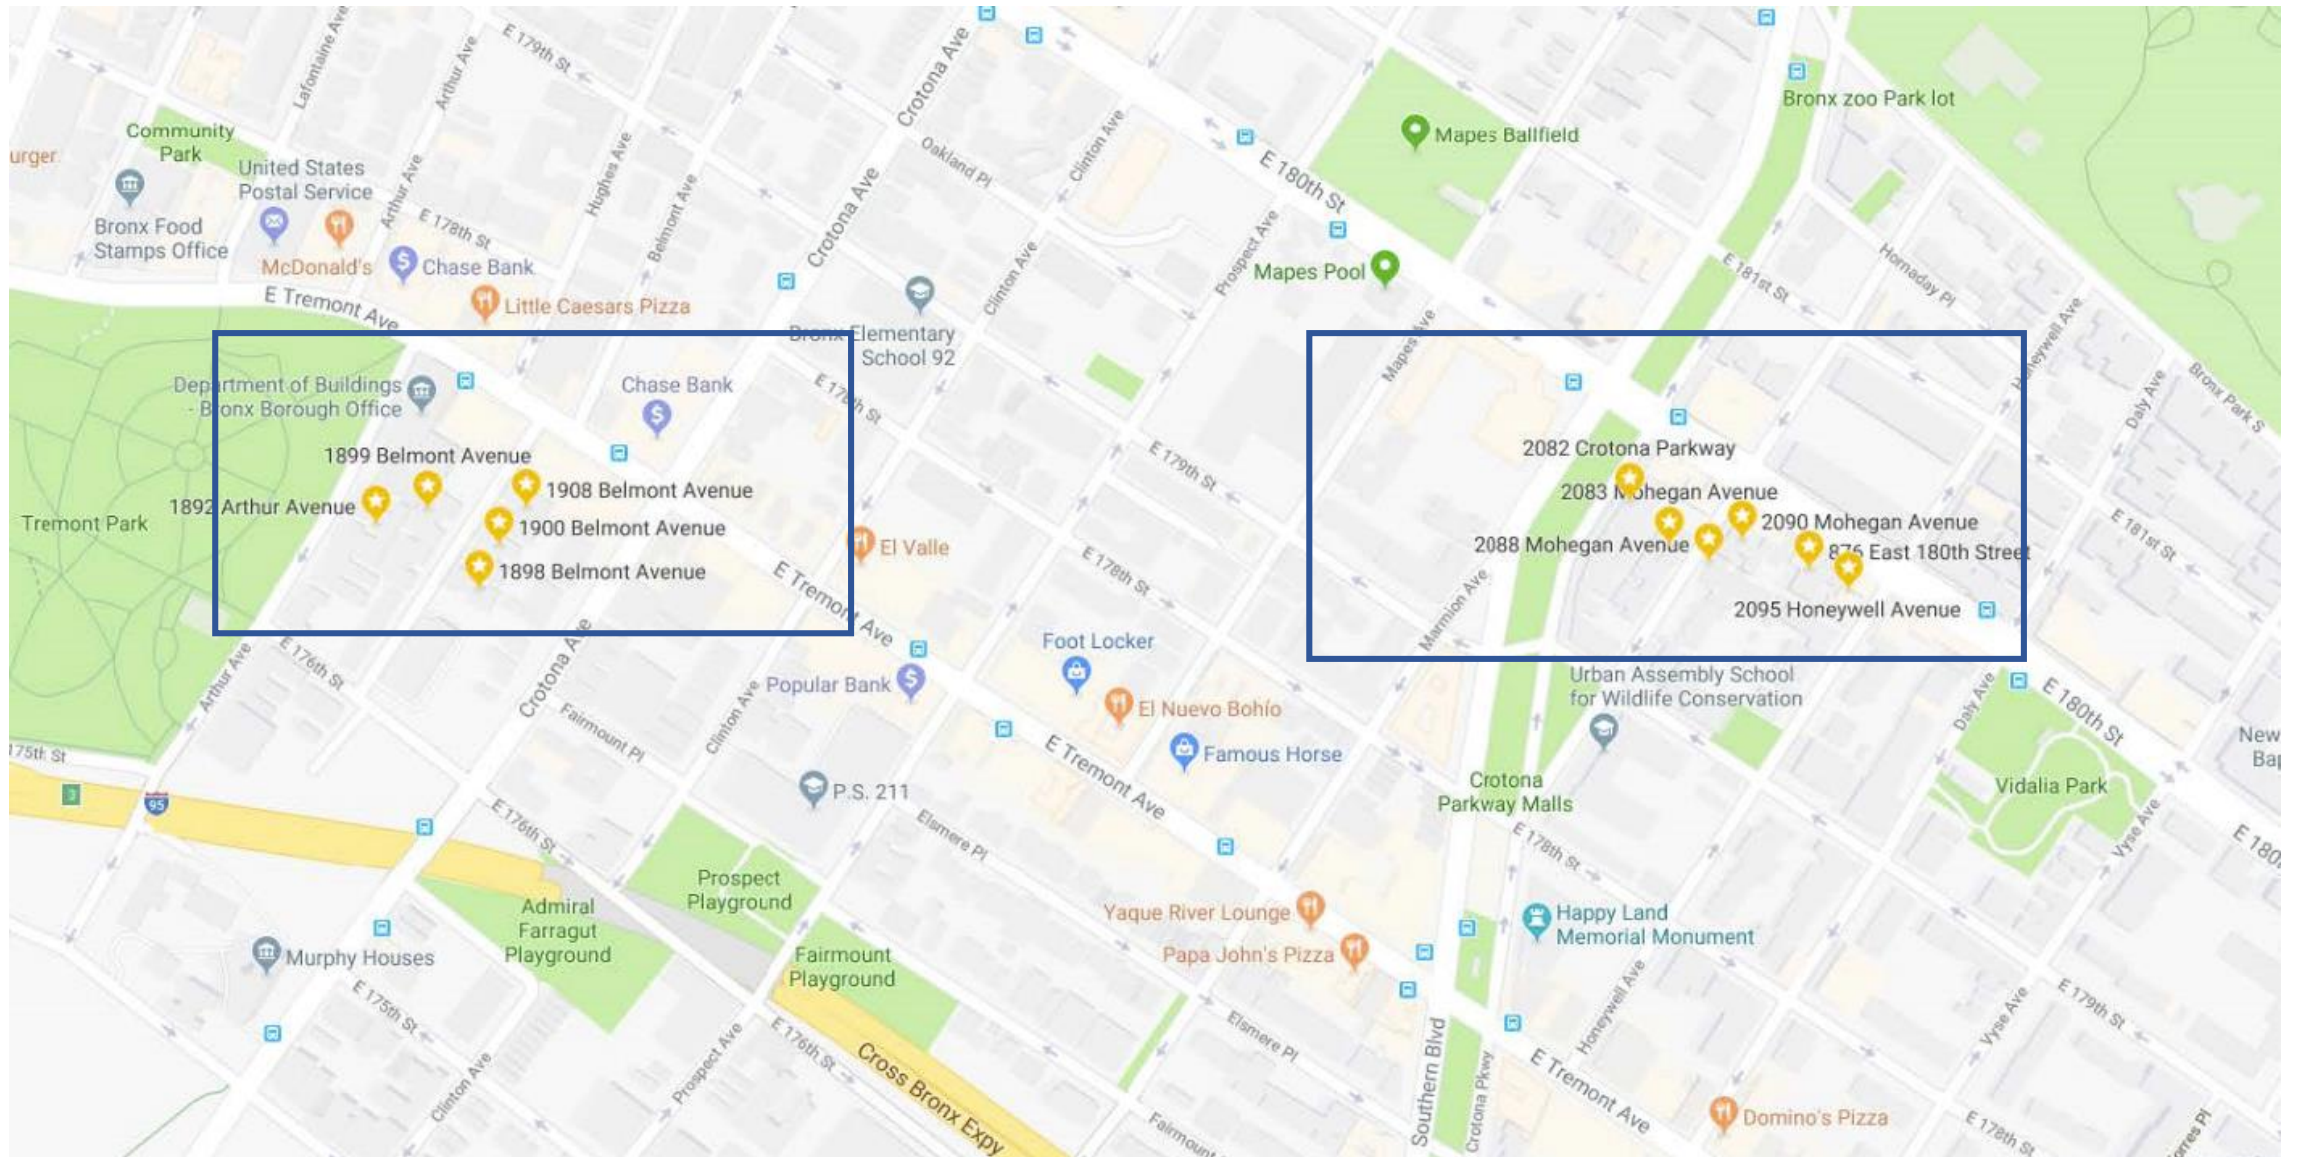 Lafontaine Ave
Arthur Ave
E 179th St
Crotona Ave
Bronx zoo Park lot
Community
Park
urger
United States
Postal Service
Arthur Ave
Hughes Ave
Belmont Ave
Crotona Ave
Oakland Pl
Clinton Ave
E 180th St
Mapes Ballfield
Bronx Food
Stamps Office
McDonald's
E 178th St
Chase Bank
Clinton Ave
Prospect Ave
Mapes Pool
E 181st St
Hornaday Pl
E Tremont Ave
Little Caesars Pizza
Bronx Elementary
School 92
Mapes Ave
Honeywell Ave
Daly Ave
Bronx Park S
Department of Buildings
- Bronx Borough Office
Chase Bank
E 178th St
1899 Belmont Avenue
1892 Arthur Avenue
1908 Belmont Avenue
1900 Belmont Avenue
1898 Belmont Avenue
Tremont Park
E 179th St
2082 Crotona Parkway
2083 Mohegan Avenue
2090 Mohegan Avenue
2088 Mohegan Avenue
876 East 180th Street
2095 Honeywell Avenue
E 181st St
El Valle
E Tremont Ave
E 178th St
Marmion Ave
Arthur Ave
E 176th St
Crotona Ave
Fairmount Pl
Clinton Ave
Popular Bank
Foot Locker
El Nuevo Bohío
Famous Horse
Urban Assembly School
for Wildlife Conservation
Daly Ave
E 180th St
New
Bap
175th St
3
95
E 176th St
P.S. 211
Elsmere Pl
E Tremont Ave
Crotona
Parkway Malls
E 178th St
Vidalia Park
Vyse Ave
E 180
Prospect
Playground
Admiral
Farragut
Playground
Fairmount
Playground
Yaque River Lounge
Papa John's Pizza
Happy Land
Memorial Monument
Murphy Houses
E 175th St
Clinton Ave
Prospect Ave
E 176th St
Cross Bronx Expy
Elsmere Pl
Fairmount
Southern Blvd
Crotona Pkwy
Honeywell Ave
E Tremont Ave
Domino's Pizza
Vyse Ave
E 179th St
E 178th St